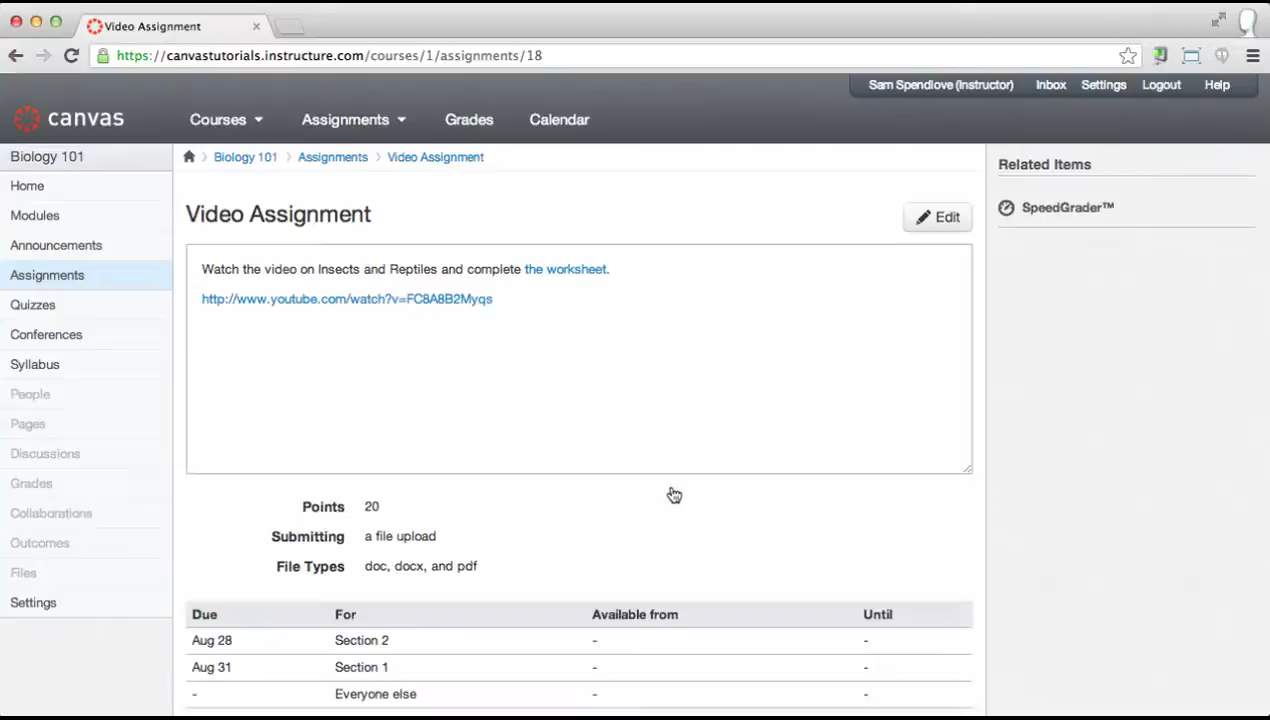 Video Assignment
https://canvastutorials.instructure.com/courses/1/assignments/18
Sam Spendlove (Instructor) Inbox Settings Logout Help
canvas Courses Assignments Grades Calendar
Biology 101
Home
Modules
Announcements
Assignments
Quizzes
Conferences
Syllabus
People
Pages
Discussions
Grades
Collaborations
Outcomes
Files
Settings
Biology 101 Assignments Video Assignment
Video Assignment
Edit
Watch the video on Insects and Reptiles and complete the worksheet.
http://www.youtube.com/watch?v=FC8A8B2Myqs
Points 20
Submitting a file upload
File Types doc, docx, and pdf
Due For Available from Until
Aug 28 Section 2 - -
Aug 31 Section 1 - -
- Everyone else - -
Related Items
SpeedGrader™